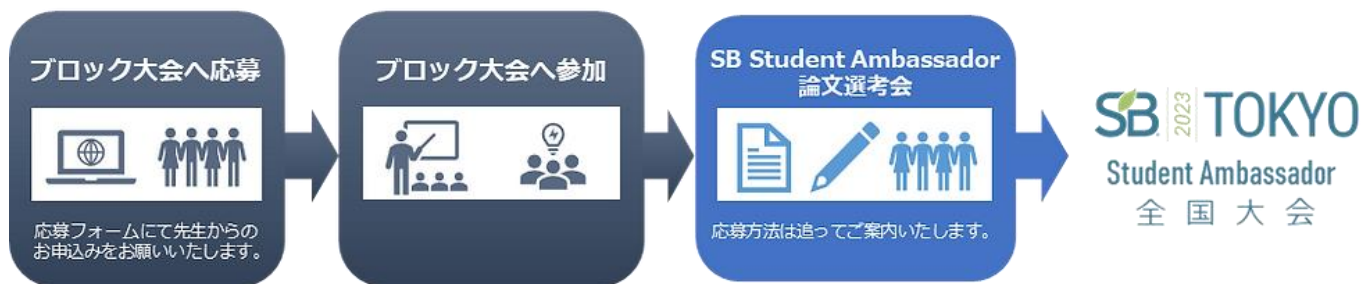 ブロック大会へ応募
応募フォームにて先生からの
お申込みをお願いいたします。
ブロック大会へ参加
SB Student Ambassador
論文選考会
応募方法は追ってご案内いたします。
SB 2023 TOKYO
Student Ambassador
全国大会